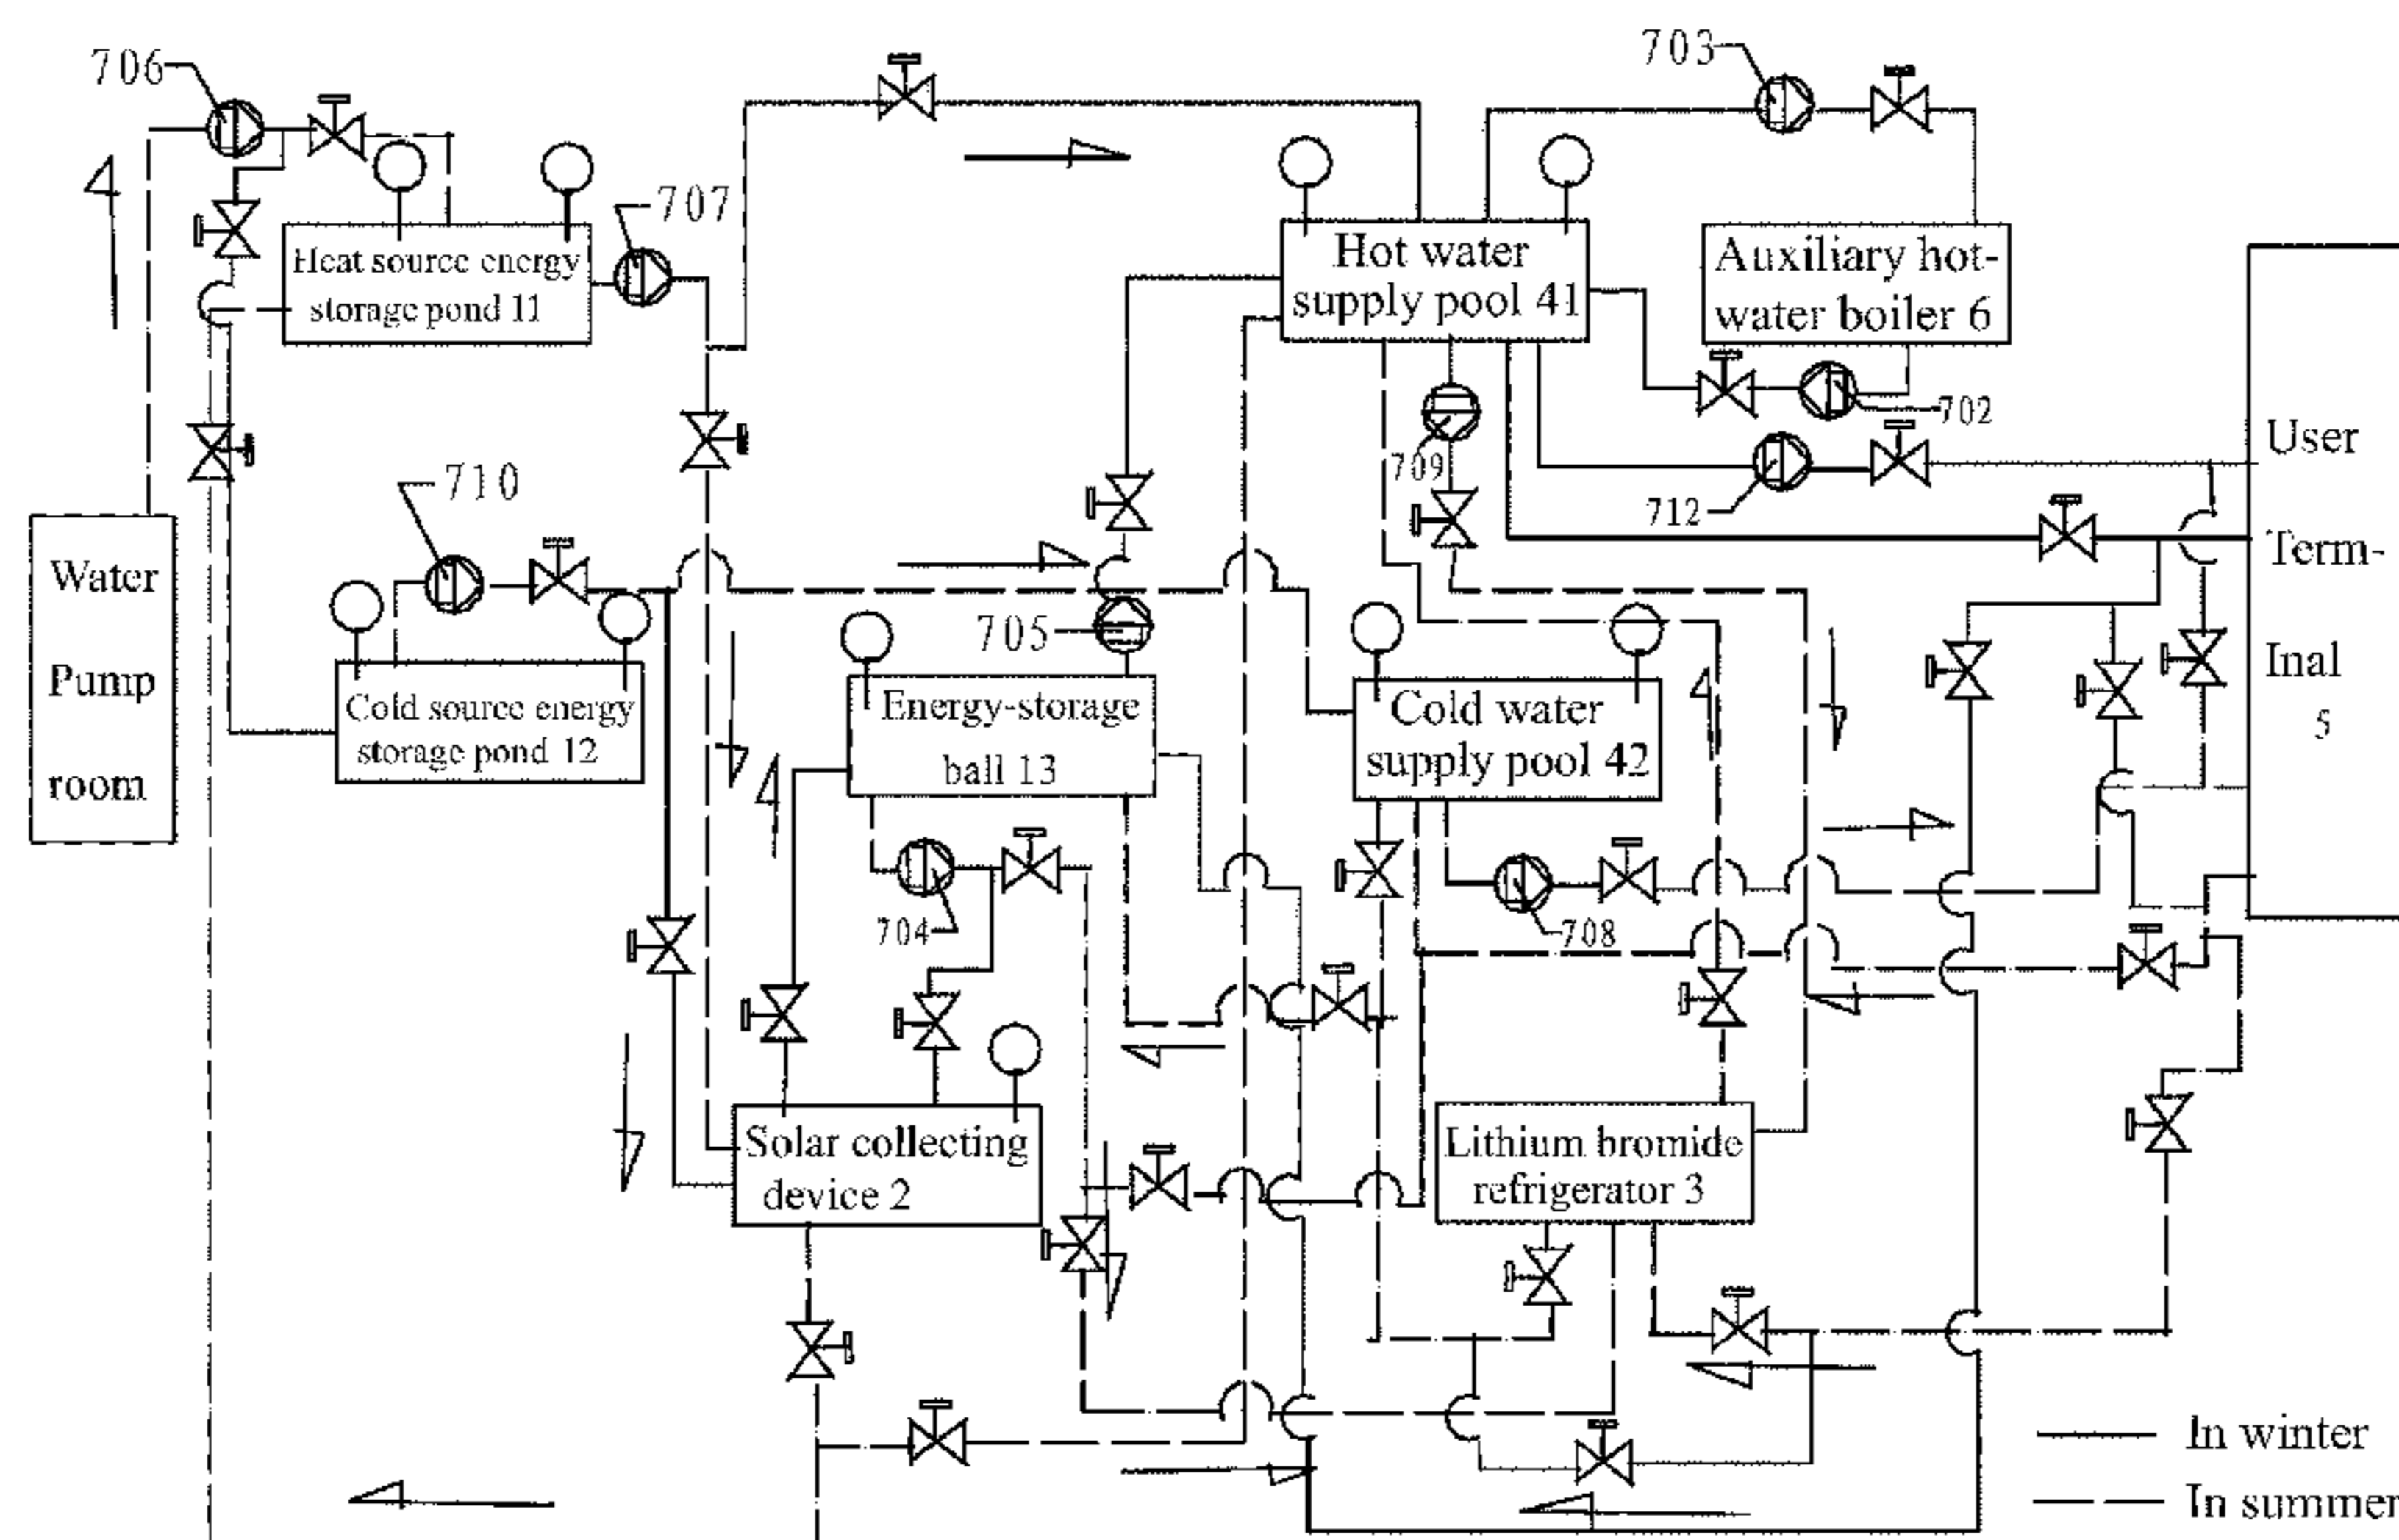 706
703
707
Heat source energy
storage pond 11
Hot water
supply pool 41
Auxiliary hot-
water boiler 6
702
709
712
710
User
Term-
Inal
5
Water
Pump
room
705
Cold source energy
storage pond 12
Energy-storage
ball 13
Cold water
supply pool 42
704
708
Solar collecting
device 2
Lithium bromide
refrigerator 3
In winter
In summer